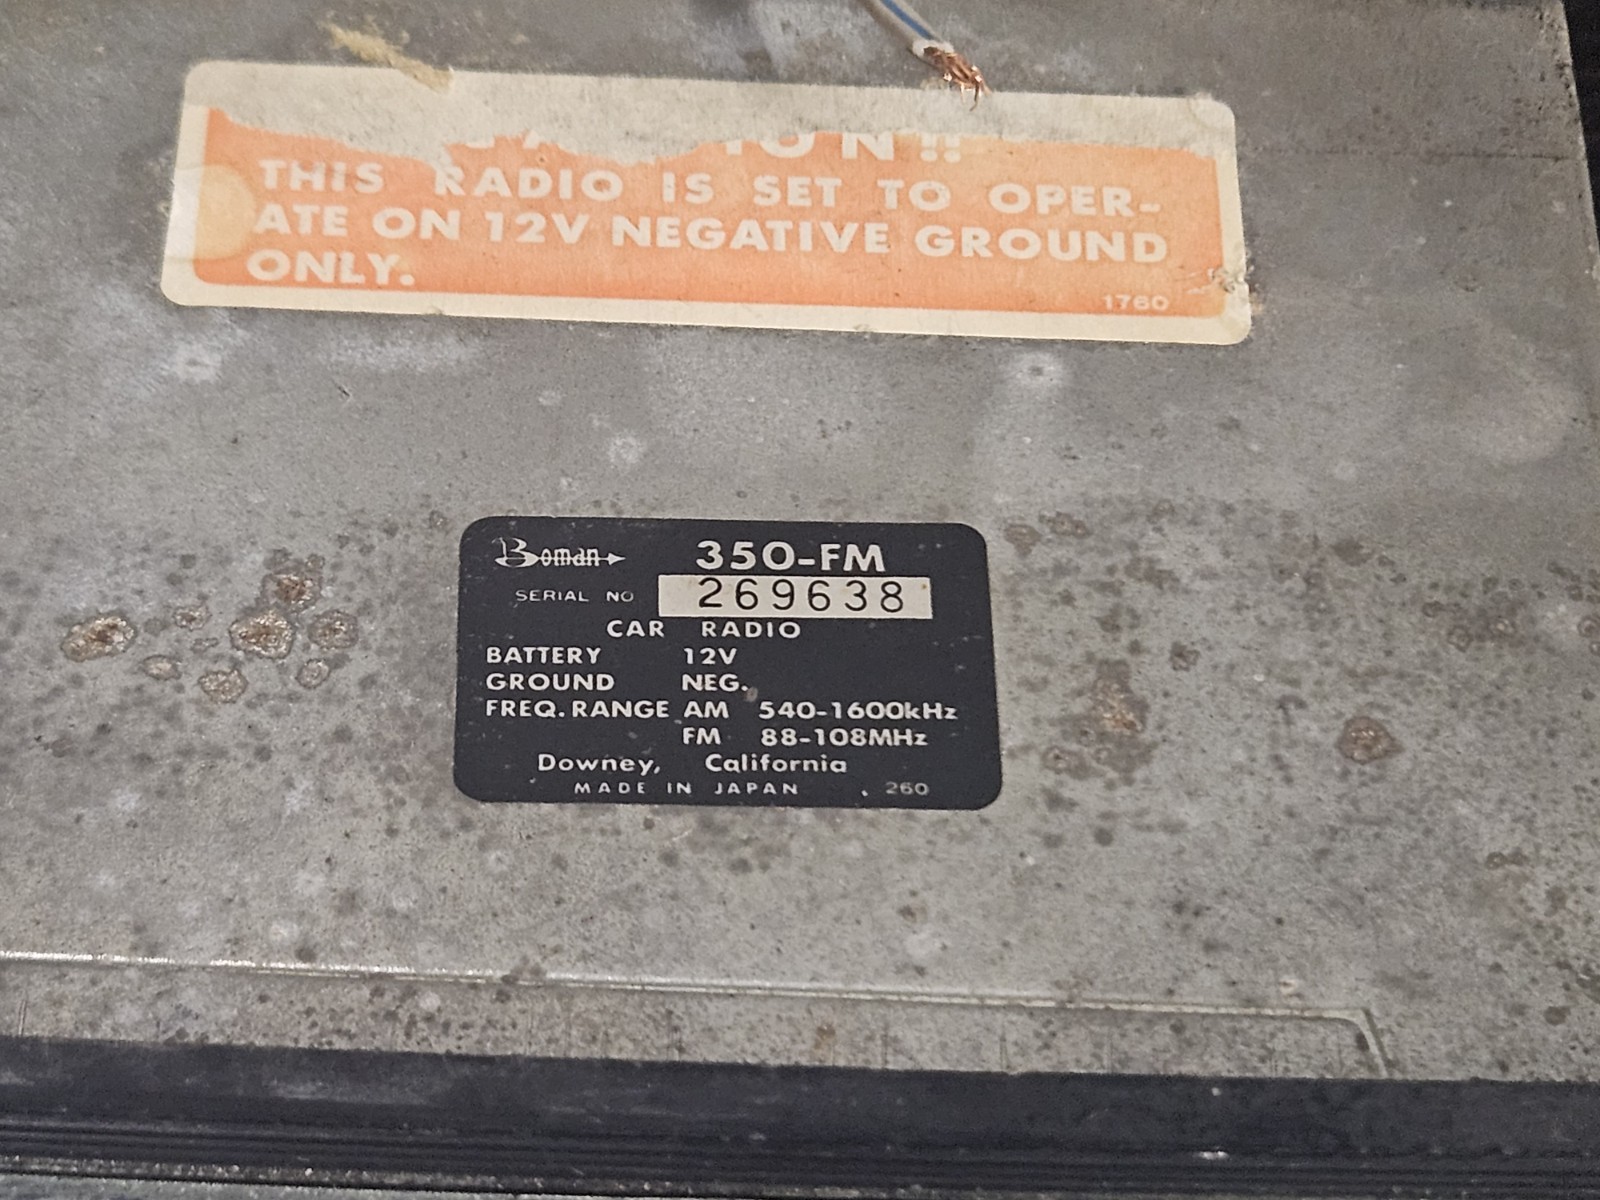 THIS RADIO IS SET TO OPER-
ATE ON 12V NEGATIVE GROUND
ONLY.
1760
Boman 350-FM
SERIAL NO 269638
CAR RADIO
BATTERY 12V
GROUND NEG.
FREQ. RANGE AM 540-1600kHz
FM 88-108MHz
Downey, California
MADE IN JAPAN . 260